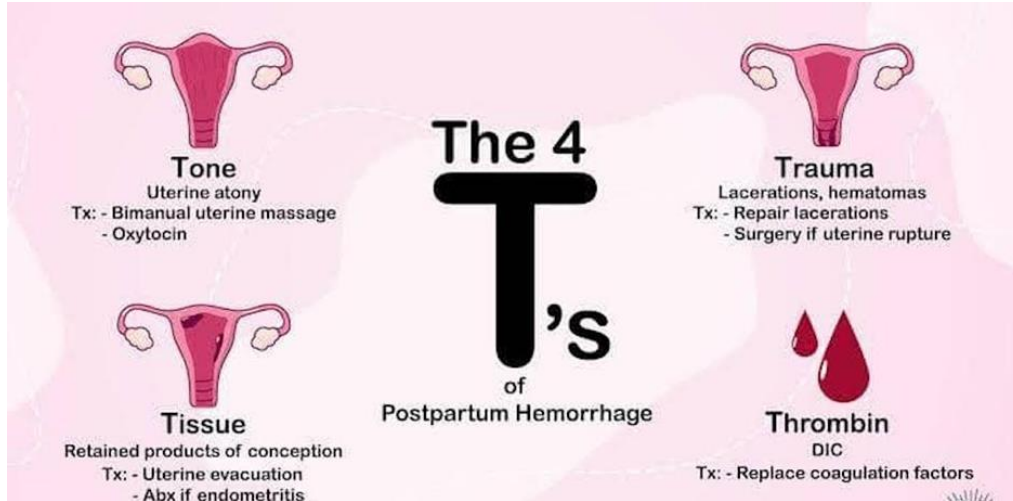 The 4
T's
of
Postpartum Hemorrhage
Tone
Uterine atony
Tx: - Bimanual uterine massage
- Oxytocin
Trauma
Lacerations, hematomas
Tx: - Repair lacerations
- Surgery if uterine rupture
Tissue
Retained products of conception
Tx: - Uterine evacuation
- Abx if endometritis
Thrombin
DIC
Tx: - Replace coagulation factors